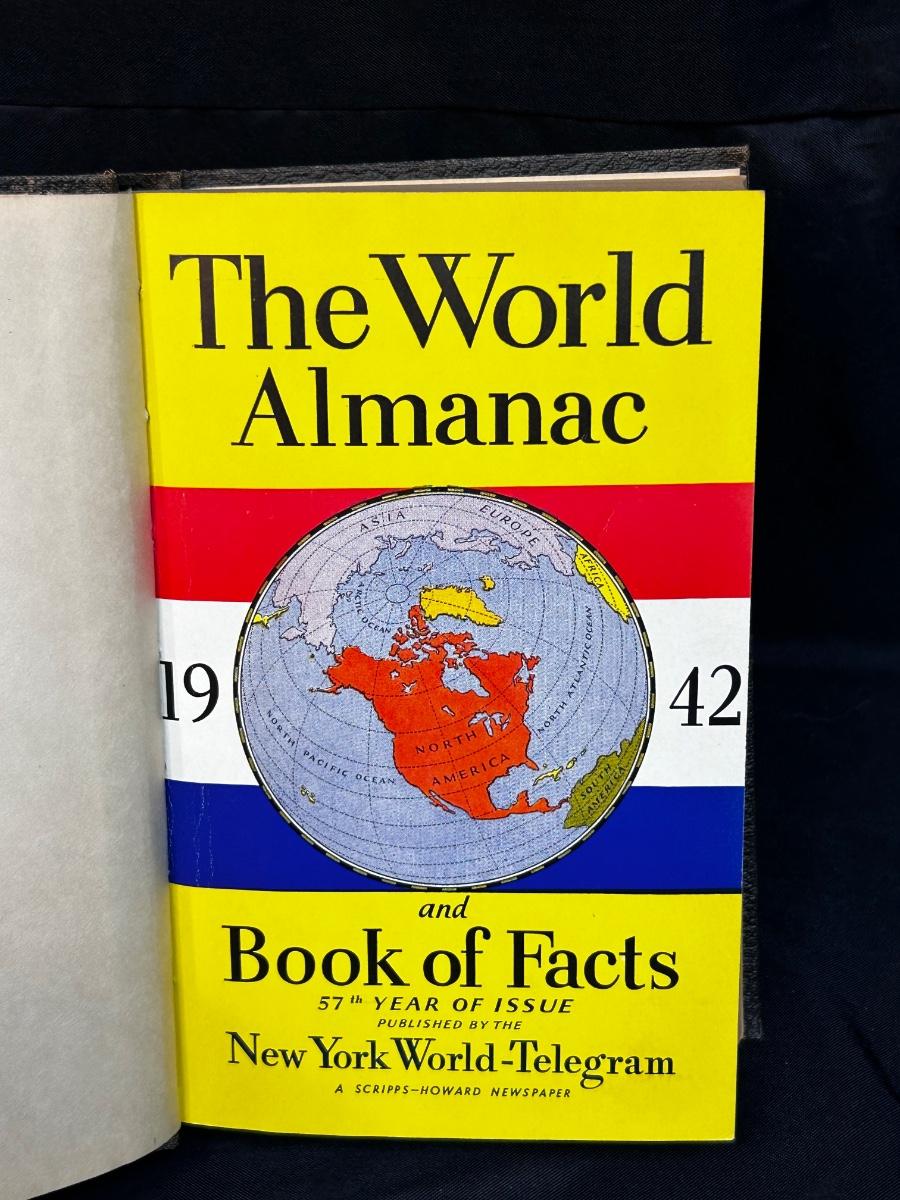 The World
Almanac
ASIA
EUROPE
AFRICA
ARCTIC OCEAN
19
42
NORTH ATLANTIC OCEAN
NORTH PACIFIC OCEAN
NORTH
AMERICA
SOUTH
AMERICA
and
Book of Facts
57th YEAR OF ISSUE
PUBLISHED BY THE
New York World-Telegram
A SCRIPPS-HOWARD NEWSPAPER